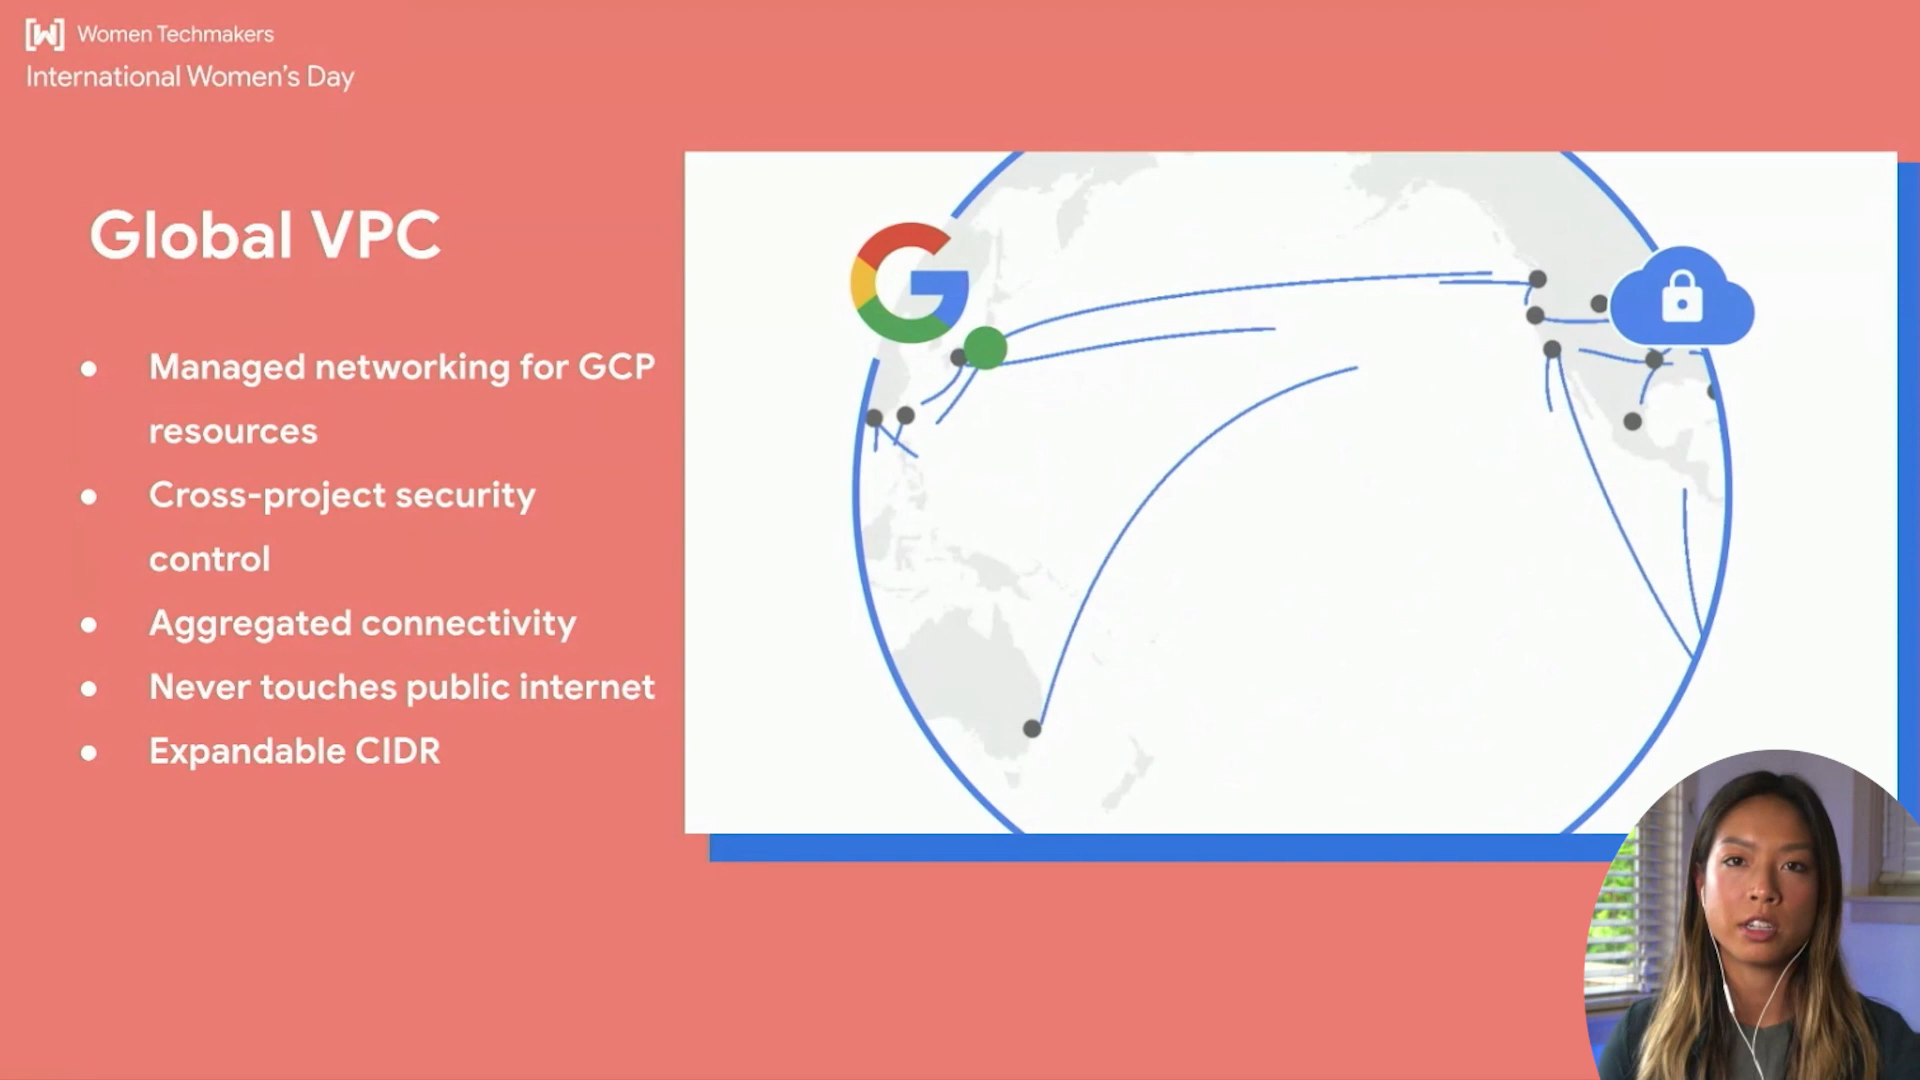 Women Techmakers
International Women's Day
Global VPC
● Managed networking for GCP
resources
● Cross-project security
control
● Aggregated connectivity
● Never touches public internet
● Expandable CIDR